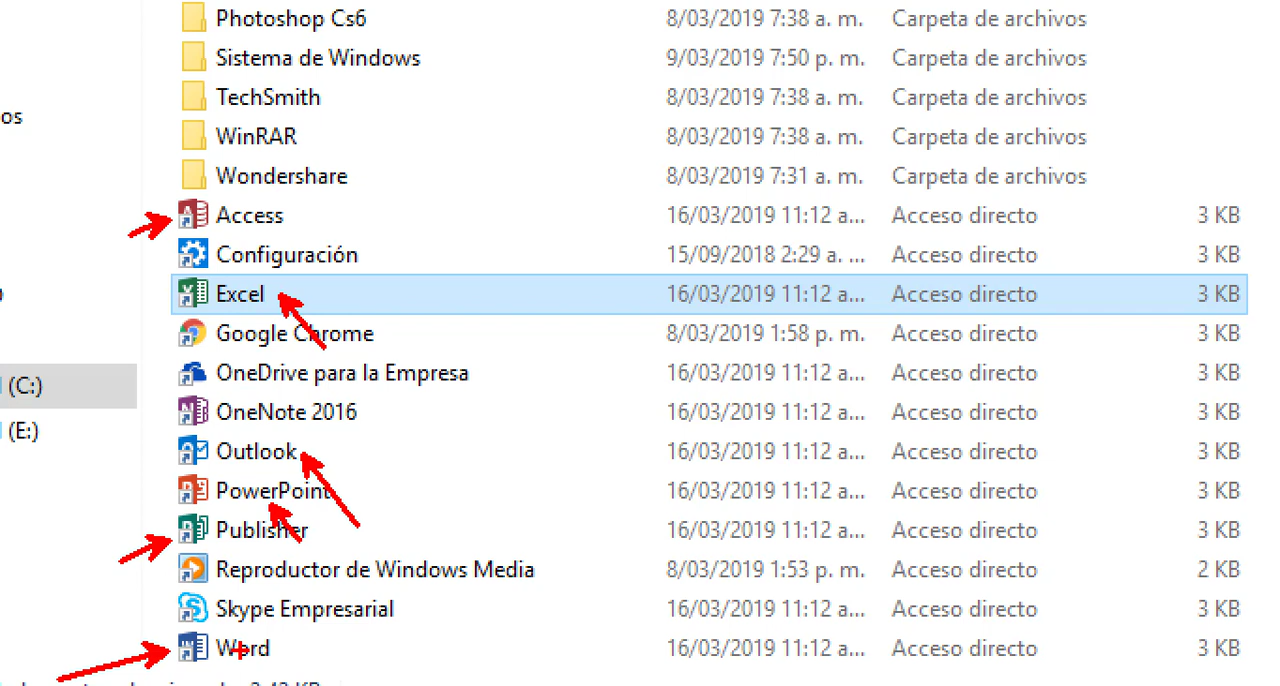 Photoshop Cs6 8/03/2019 7:38 a. m. Carpeta de archivos
Sistema de Windows 9/03/2019 7:50 p. m. Carpeta de archivos
TechSmith 8/03/2019 7:38 a. m. Carpeta de archivos
os
WinRAR 8/03/2019 7:38 a. m. Carpeta de archivos
Wondershare 8/03/2019 7:31 a. m. Carpeta de archivos
Access 16/03/2019 11:12 a... Acceso directo 3 KB
Configuración 15/09/2018 2:29 a. ... Acceso directo 3 KB
Excel 16/03/2019 11:12 a... Acceso directo 3 KB
Google Chrome 8/03/2019 1:58 p. m. Acceso directo 3 KB
OneDrive para la Empresa 16/03/2019 11:12 a... Acceso directo 3 KB
(C:)
OneNote 2016 16/03/2019 11:12 a... Acceso directo 3 KB
(E:)
Outlook 16/03/2019 11:12 a... Acceso directo 3 KB
PowerPoint 16/03/2019 11:12 a... Acceso directo 3 KB
Publisher 16/03/2019 11:12 a... Acceso directo 3 KB
Reproductor de Windows Media 8/03/2019 1:53 p. m. Acceso directo 2 KB
Skype Empresarial 16/03/2019 11:12 a... Acceso directo 3 KB
Word 16/03/2019 11:12 a... Acceso directo 3 KB